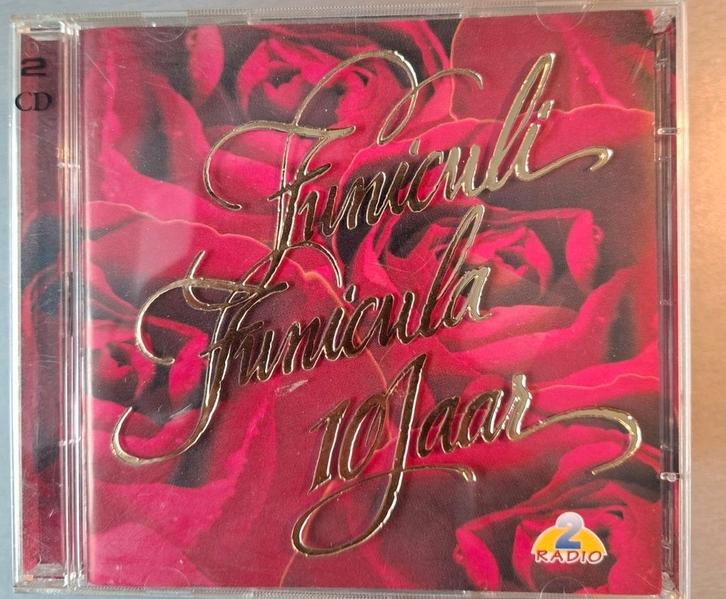 2
CD
Funiculi
Funicula
10 Jaar
2
RADIO